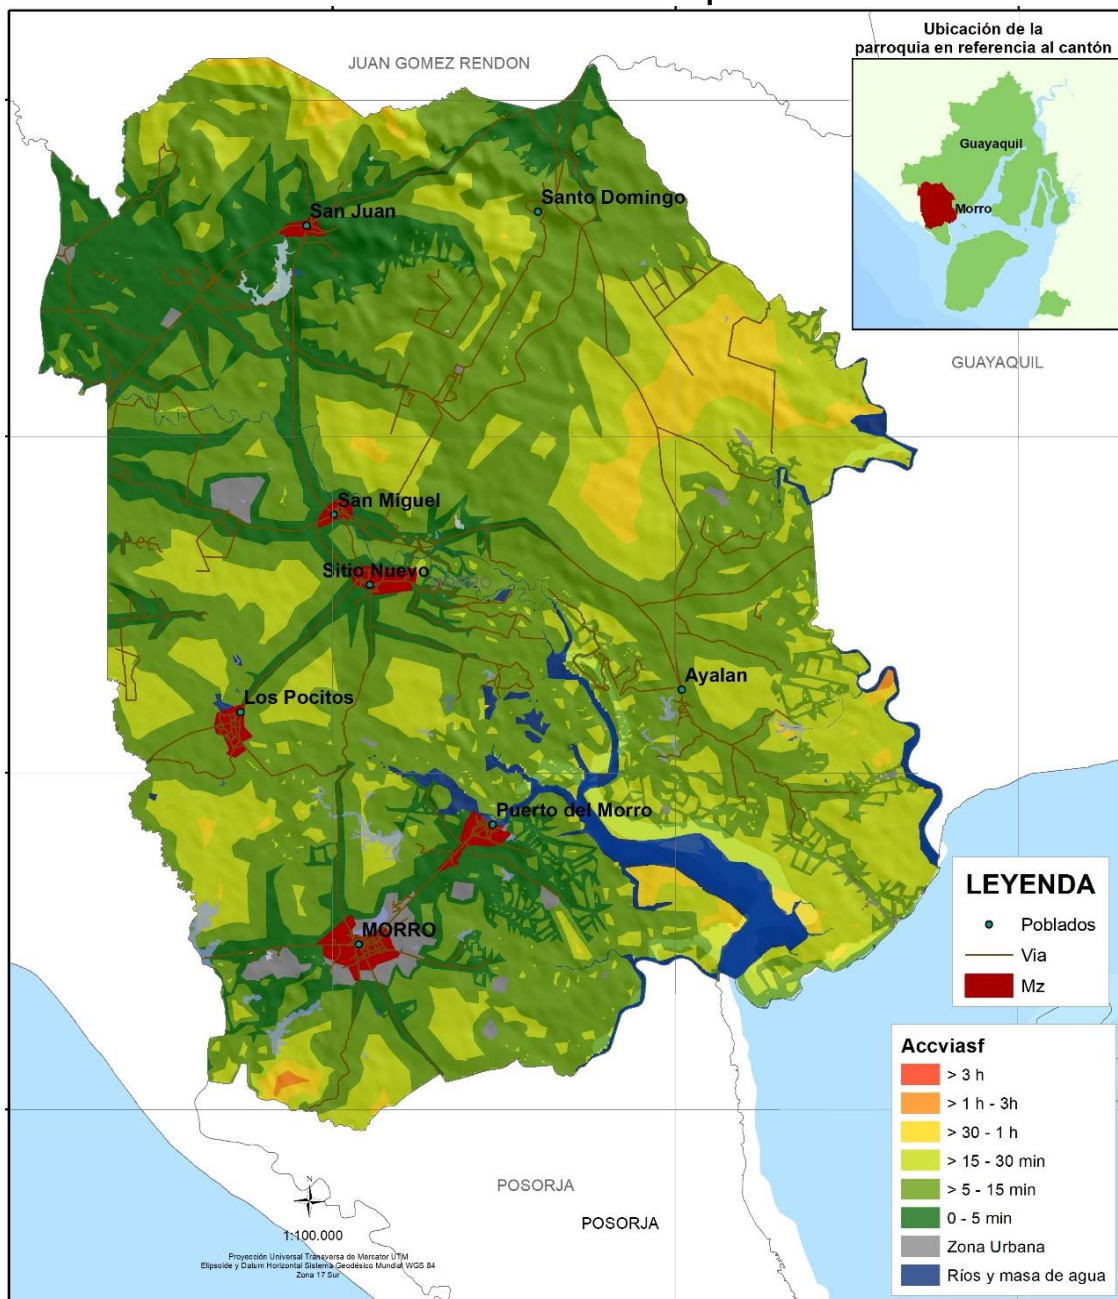 Ubicación de la
parroquia en referencia al cantón
JUAN GOMEZ RENDON
Guayaquil
Morro
Santo Domingo
San Juan
GUAYAQUIL
San Miguel
Sitio Nuevo
Ayalan
Los Pocitos
Puerto del Morro
MORRO
LEYENDA
Poblados
Via
Mz
Accviasf
> 3 h
> 1 h - 3h
> 30 - 1 h
> 15 - 30 min
> 5 - 15 min
0 - 5 min
Zona Urbana
Ríos y masa de agua
POSORJA
POSORJA
N
1:100.000
Proyección Universal Transversa de Mercator UTM
Elipsoide y Datum Horizontal Sistema Geodésico Mundial WGS 84
Zona 17 Sur